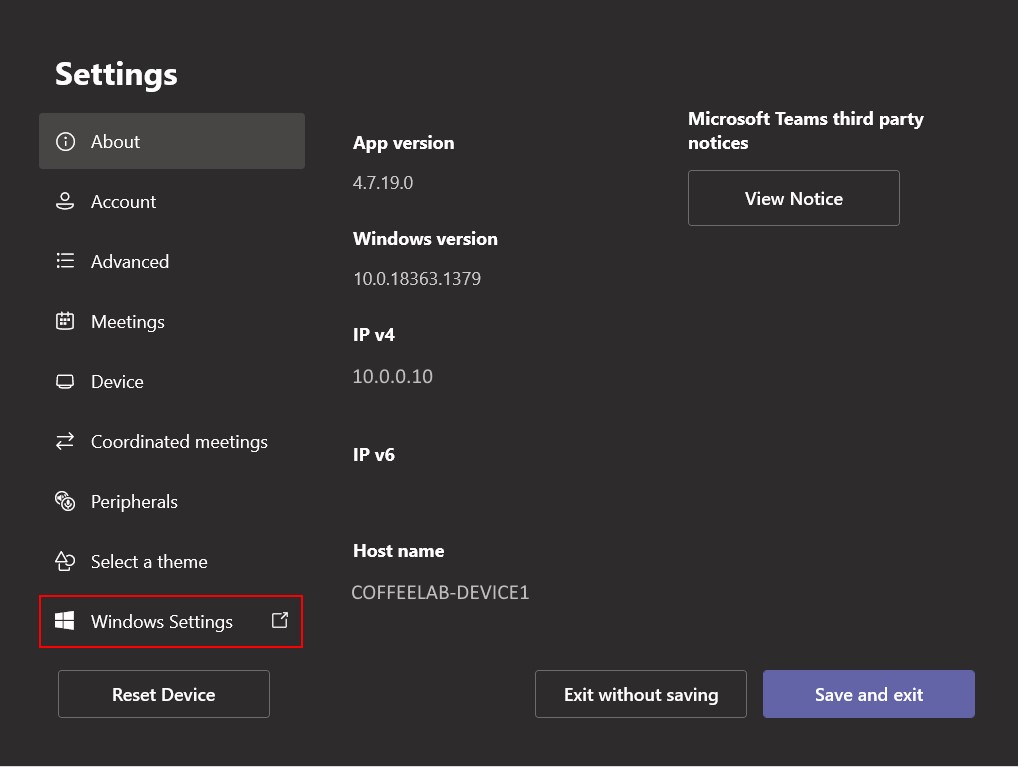 Settings
About
Account
Advanced
Meetings
Device
Coordinated meetings
Peripherals
Select a theme
Windows Settings
Reset Device
App version
4.7.19.0
Windows version
10.0.18363.1379
IP v4
10.0.0.10
IP v6
Host name
COFFEELAB-DEVICE1
Microsoft Teams third party
notices
View Notice
Exit without saving
Save and exit